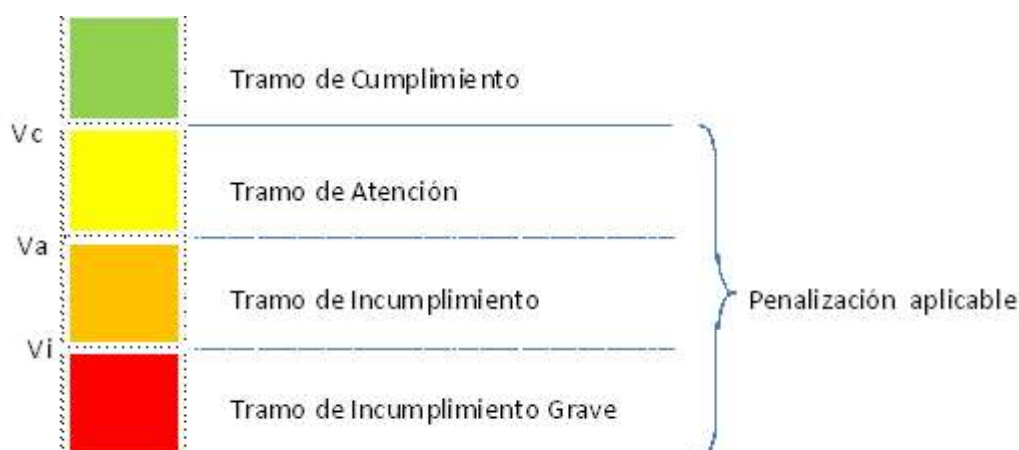 Tramo de Cumplimiento
Vc
Tramo de Atención
Va
Tramo de Incumplimiento
Penalización aplicable
Vi
Tramo de Incumplimiento Grave